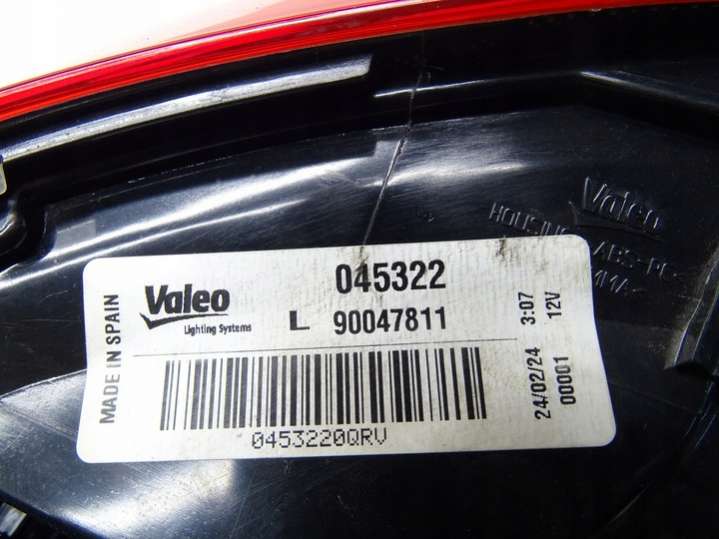 Valeo
HOUSING
MADE IN SPAIN
Valeo
Lighting Systems
045322
L 90047811
0453220QRV
24/02/24 3:07
00001 12V